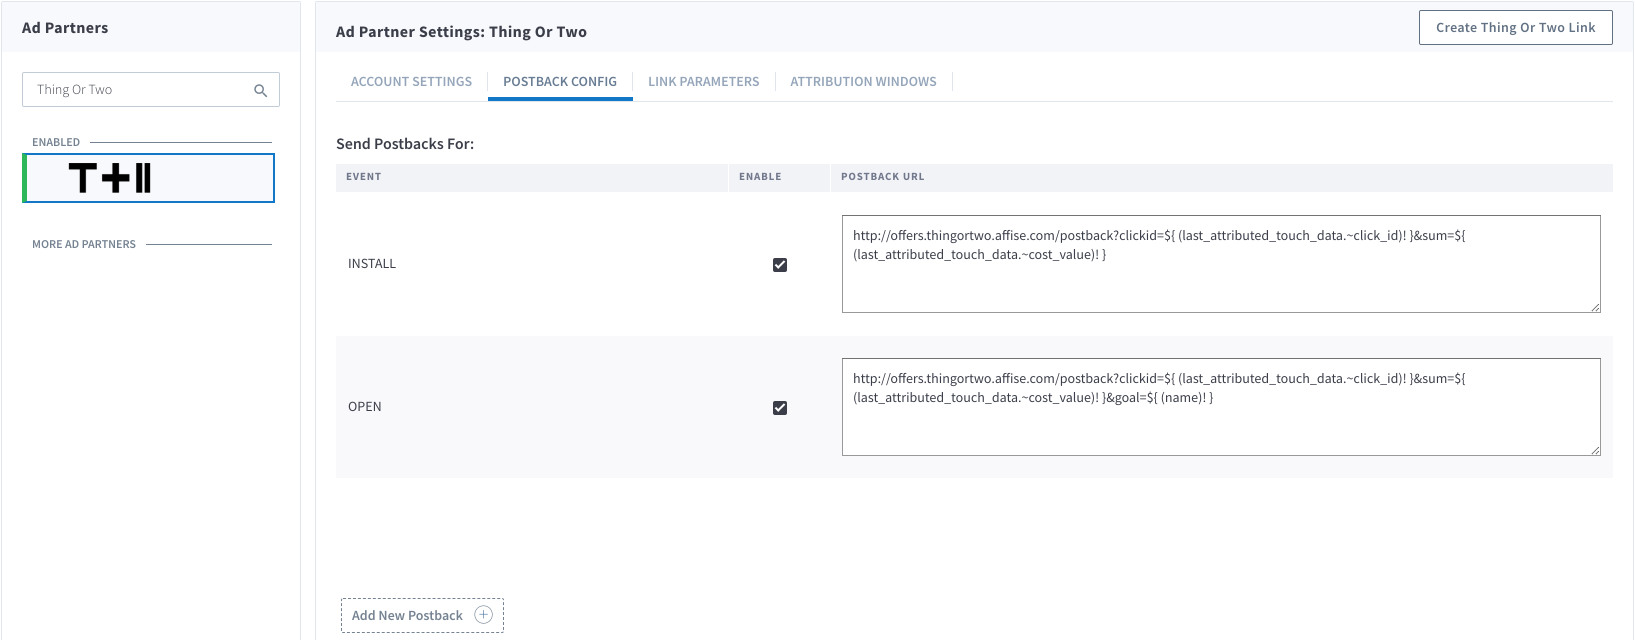 Ad Partners
Thing Or Two
ENABLED
T+II
MORE AD PARTNERS
Ad Partner Settings: Thing Or Two
Create Thing Or Two Link
ACCOUNT SETTINGS
POSTBACK CONFIG
LINK PARAMETERS
ATTRIBUTION WINDOWS
Send Postbacks For:
EVENT
ENABLE
POSTBACK URL
INSTALL
http://offers.thingortwo.affise.com/postback?clickid=${ (last_attributed_touch_data.~click_id)! }&sum=${
(last_attributed_touch_data.~cost_value)! }
OPEN
http://offers.thingortwo.affise.com/postback?clickid=${ (last_attributed_touch_data.~click_id)! }&sum=${
(last_attributed_touch_data.~cost_value)! }&goal=${ (name)! }
Add New Postback